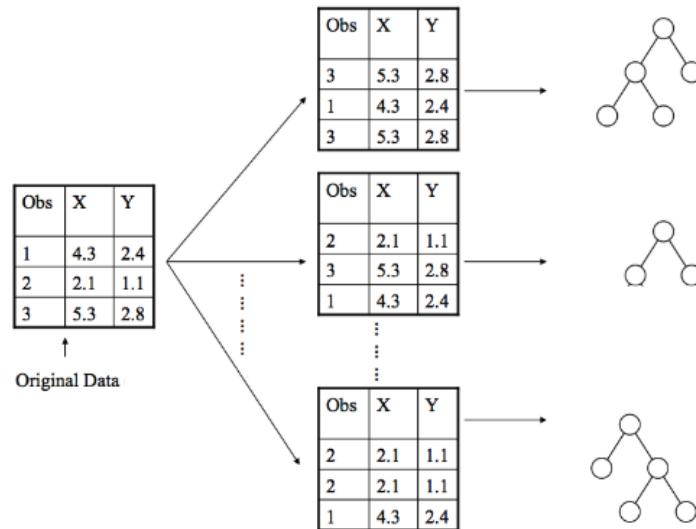 Obs X Y
3 5.3 2.8
1 4.3 2.4
3 5.3 2.8
Obs X Y
1 4.3 2.4
2 2.1 1.1
3 5.3 2.8
Original Data
Obs X Y
2 2.1 1.1
3 5.3 2.8
1 4.3 2.4
Obs X Y
2 2.1 1.1
2 2.1 1.1
1 4.3 2.4